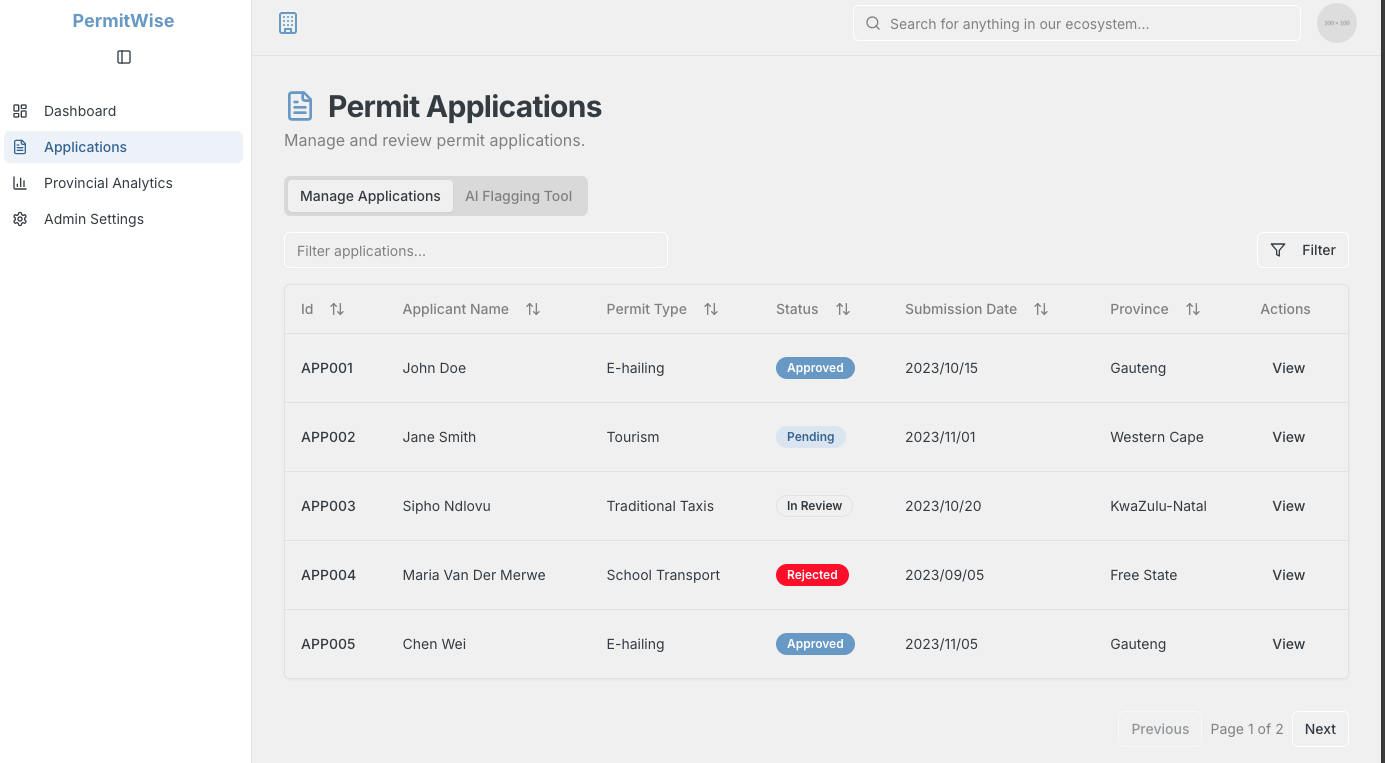 PermitWise
Dashboard
Applications
Provincial Analytics
Admin Settings
Search for anything in our ecosystem...
100 × 100
Permit Applications
Manage and review permit applications.
Manage Applications AI Flagging Tool
Filter applications...
Filter
Id Applicant Name Permit Type Status Submission Date Province Actions
APP001 John Doe E-hailing Approved 2023/10/15 Gauteng View
APP002 Jane Smith Tourism Pending 2023/11/01 Western Cape View
APP003 Sipho Ndlovu Traditional Taxis In Review 2023/10/20 KwaZulu-Natal View
APP004 Maria Van Der Merwe School Transport Rejected 2023/09/05 Free State View
APP005 Chen Wei E-hailing Approved 2023/11/05 Gauteng View
Previous Page 1 of 2 Next